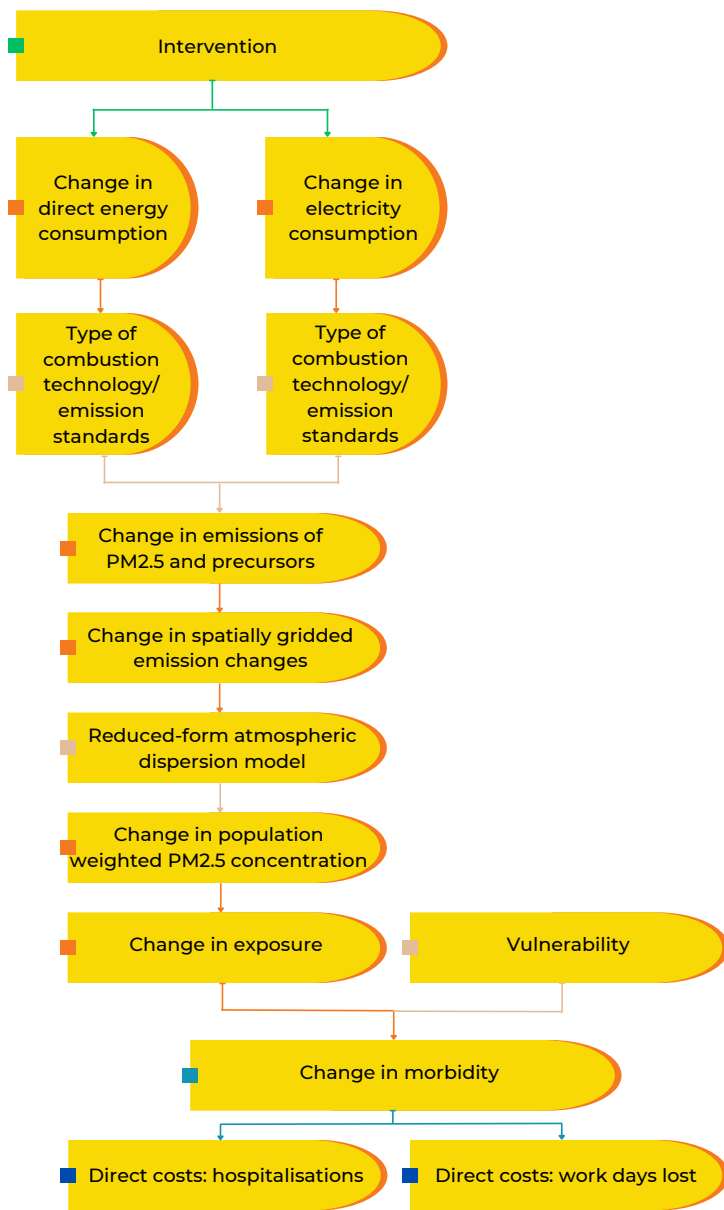 Intervention
Change in
direct energy
consumption
Change in
electricity
consumption
Type of
combustion
technology/
emission
standards
Type of
combustion
technology/
emission
standards
Change in emissions of
PM2.5 and precursors
Change in spatially gridded
emission changes
Reduced-form atmospheric
dispersion model
Change in population
weighted PM2.5 concentration
Change in exposure
Vulnerability
Change in morbidity
Direct costs: hospitalisations
Direct costs: work days lost